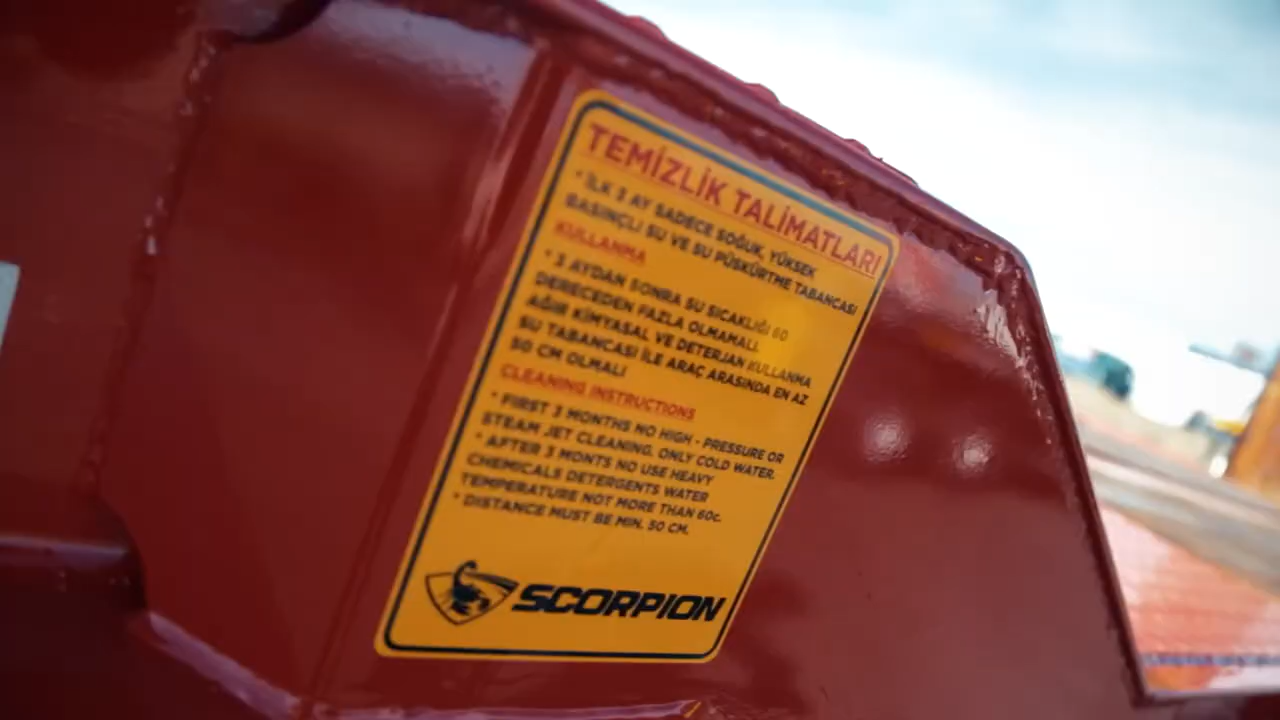 TEMİZLİK TALİMATLARI
* İLK 3 AY SADECE SOĞUK, YÜKSEK
BASINÇLI SU VE SU PÜSKÜRTME TABANCASI
KULLANMA
* 3 AYDAN SONRA SU SICAKLIĞI 60
DERECEDEN FAZLA OLMAMALI.
AĞIR KİMYASAL VE DETERJAN KULLANMA
SU TABANCASI İLE ARAÇ ARASINDA EN AZ
50 CM OLMALI
CLEANING INSTRUCTIONS
* FIRST 3 MONTHS NO HIGH - PRESSURE OR
STEAM JET CLEANING. ONLY COLD WATER.
* AFTER 3 MONTS NO USE HEAVY
CHEMICALS DETERGENTS WATER
TEMPERATURE NOT MORE THAN 60c.
* DISTANCE MUST BE MIN. 50 CM.
SCORPION